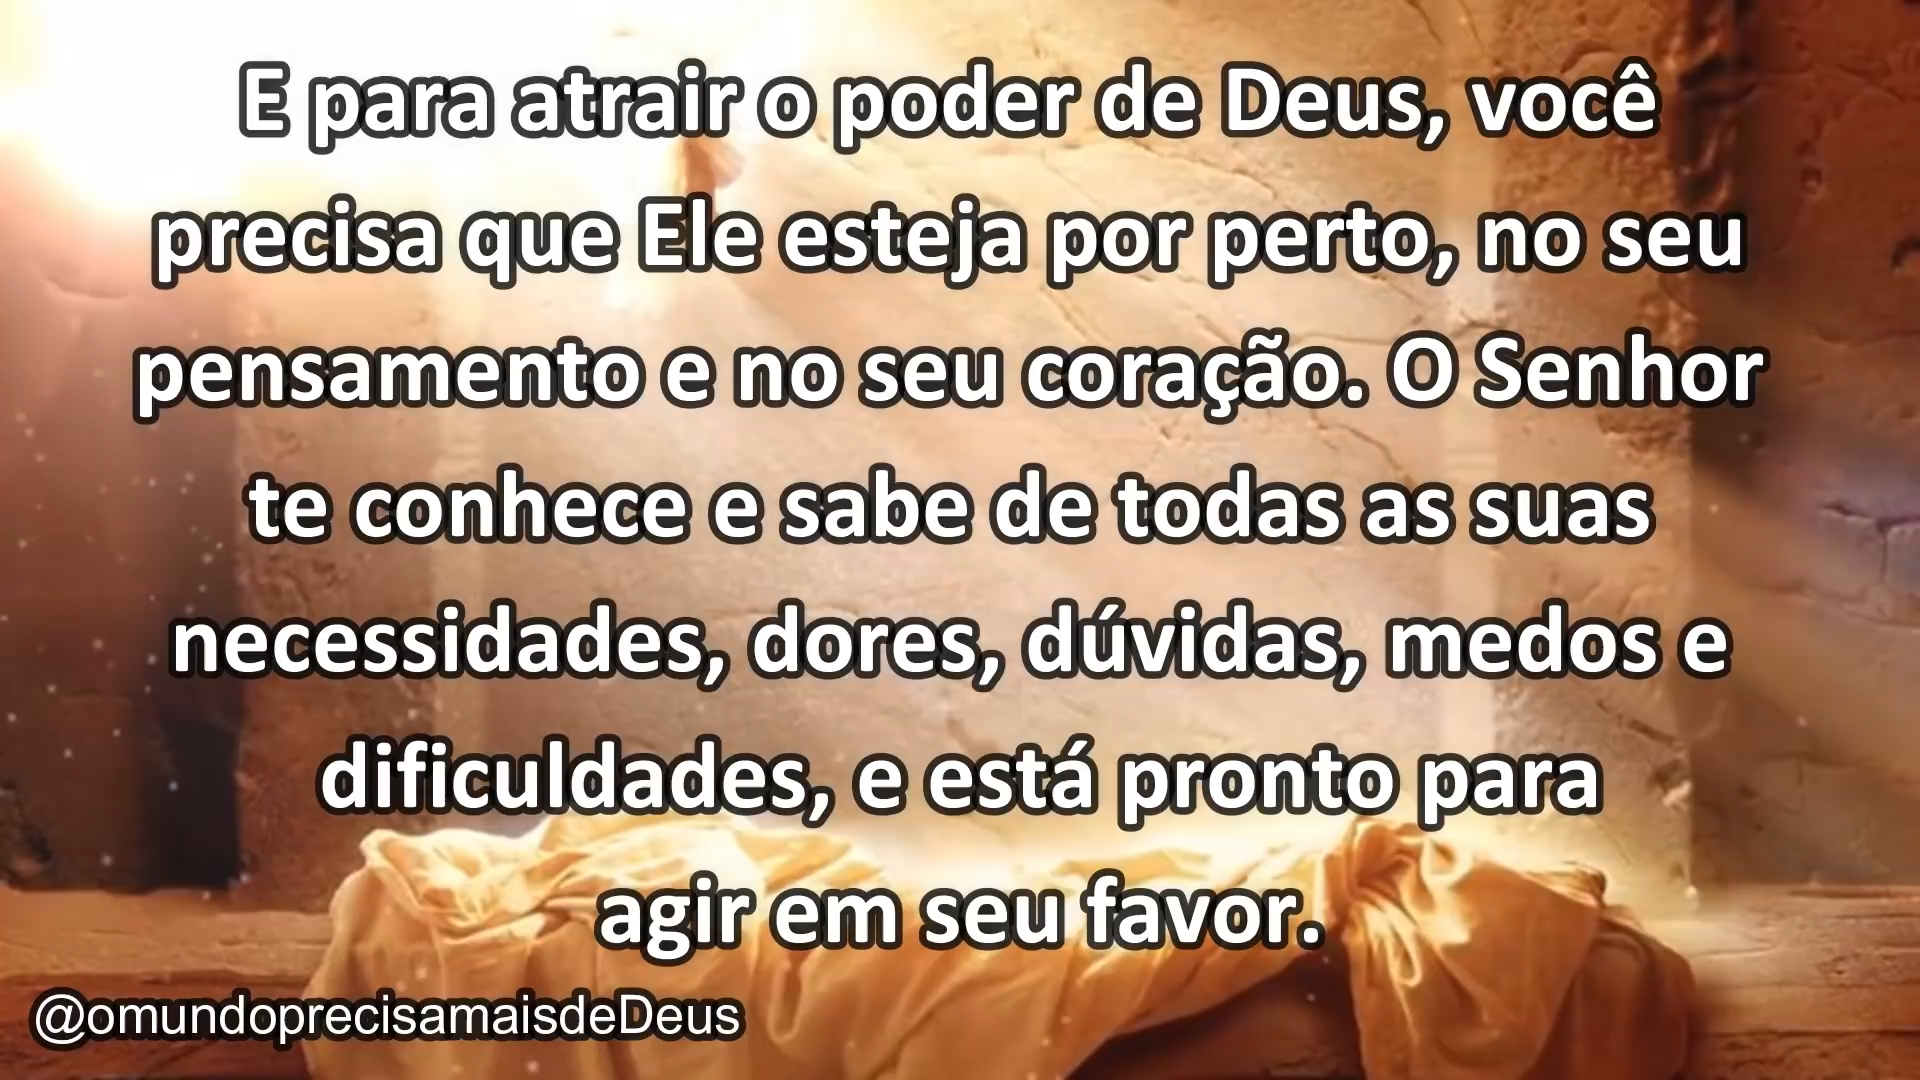 E para atrair o poder de Deus, você
precisa que Ele esteja por perto, no seu
pensamento e no seu coração. O Senhor
te conhece e sabe de todas as suas
necessidades, dores, dúvidas, medos e
dificuldades, e está pronto para
agir em seu favor.
@omundoprecisamaisdeDeus